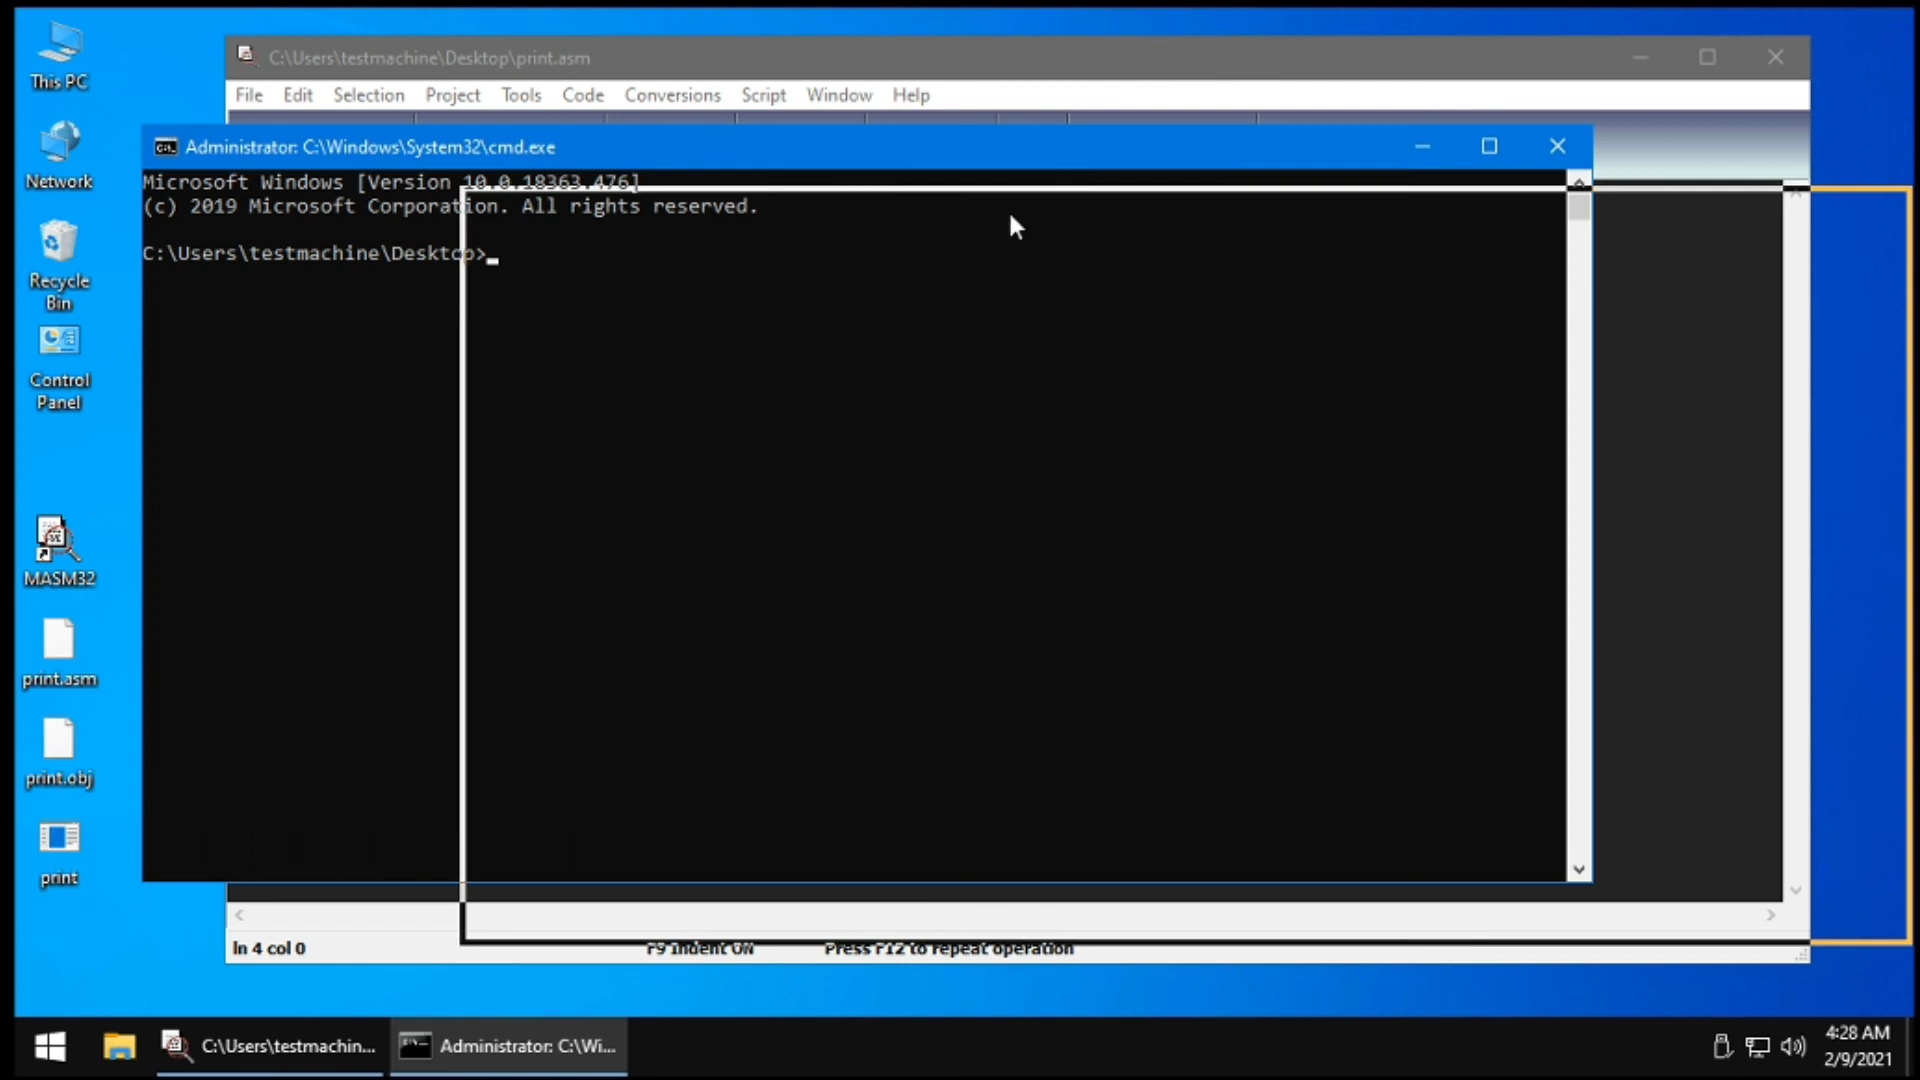 This PC
Network
Recycle
Bin
Control
Panel
MASM32
print.asm
print.obj
print
C:\Users\testmachine\Desktop\print.asm
File Edit Selection Project Tools Code Conversions Script Window Help
Administrator: C:\Windows\System32\cmd.exe
Microsoft Windows [Version 10.0.18363.476]
(c) 2019 Microsoft Corporation. All rights reserved.
C:\Users\testmachine\Desktop>
ln 4 col 0 F9 Indent ON Press F12 to repeat operation
C:\Users\testmachin... Administrator: C:\Wi...
4:28 AM
2/9/2021